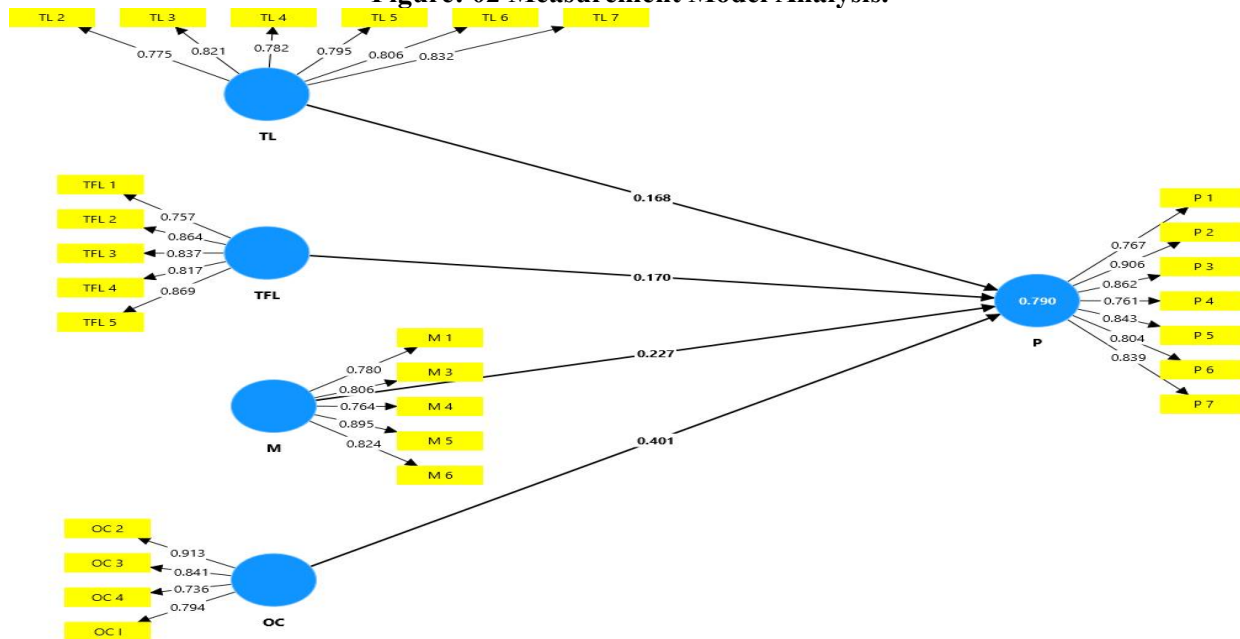 Figure: 02 Measurement Model Analysis.
TL 2
TL 3
TL 4
TL 5
TL 6
TL 7
0.775
0.821
0.782
0.795
0.806
0.832
TL
0.168
TFL 1
TFL 2
TFL 3
TFL 4
TFL 5
0.757
0.864
0.837
0.817
0.869
TFL
0.170
M 1
M 3
M 4
M 5
M 6
0.780
0.806
0.764
0.895
0.824
M
0.227
OC 2
OC 3
OC 4
OC I
0.913
0.841
0.736
0.794
OC
0.401
0.790
P
0.767
0.906
0.862
0.761
0.843
0.804
0.839
P 1
P 2
P 3
P 4
P 5
P 6
P 7